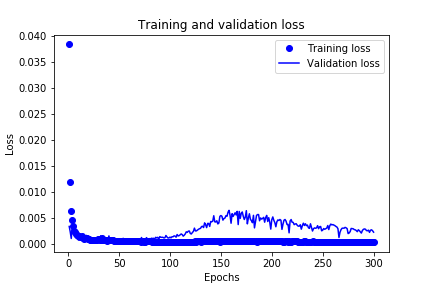 Training and validation loss
0.040
0.035
0.030
0.025
0.020
0.015
0.010
0.005
0.000
Loss
Training loss
Validation loss
0 50 100 150 200 250 300
Epochs